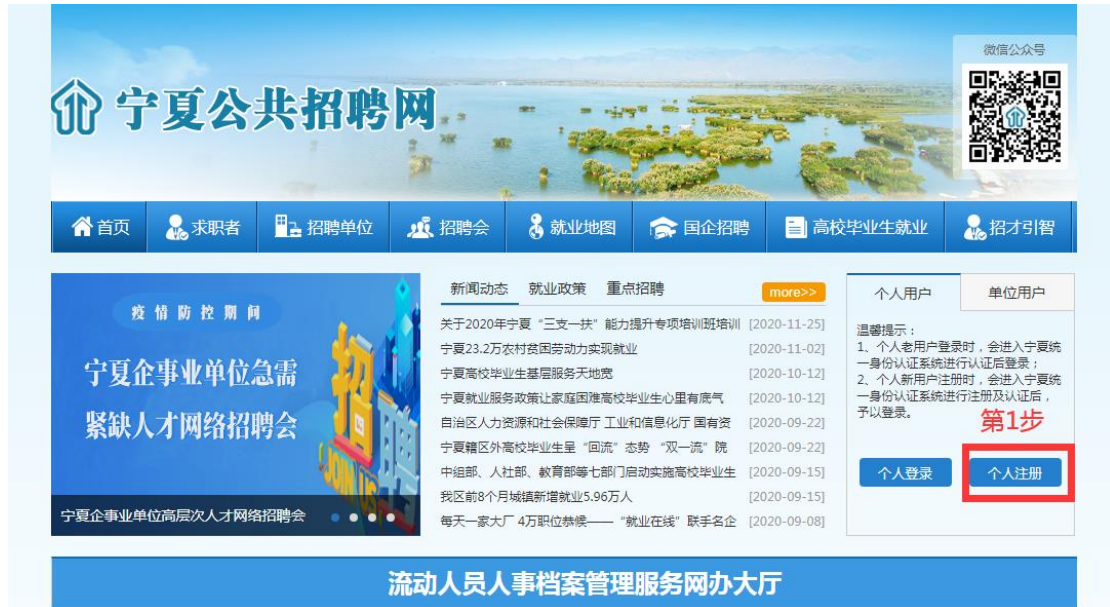 微信公众号
宁夏公共招聘网
首页 求职者 招聘单位 招聘会 就业地图 国企招聘 高校毕业生就业 招才引智
疫情防控期间
宁夏企事业单位急需
紧缺人才网络招聘会
JOIN US
聘
宁夏企事业单位高层次人才网络招聘会
新闻动态 就业政策 重点招聘 more>>
关于2020年宁夏“三支一扶”能力提升专项培训班培训 [2020-11-25]
宁夏23.2万农村贫困劳动力实现就业 [2020-11-02]
宁夏高校毕业生基层服务天地宽 [2020-10-12]
宁夏就业服务政策让家庭困难高校毕业生心里有底气 [2020-10-12]
自治区人力资源和社会保障厅 工业和信息化厅 国有资 [2020-09-22]
宁夏籍区外高校毕业生呈“回流”态势 “双一流”院 [2020-09-22]
中组部、人社部、教育部等七部门启动实施高校毕业生 [2020-09-15]
我区前8个月城镇新增就业5.96万人 [2020-09-15]
每天一家大厂 4万职位恭候——“就业在线”联手名企 [2020-09-08]
个人用户 单位用户
温馨提示：
1、个人老用户登录时，会进入宁夏统
一身份认证系统进行认证后登录；
2、个人新用户注册时，会进入宁夏统
一身份认证系统进行注册及认证后，
予以登录。
第1步
个人登录 个人注册
流动人员人事档案管理服务网办大厅